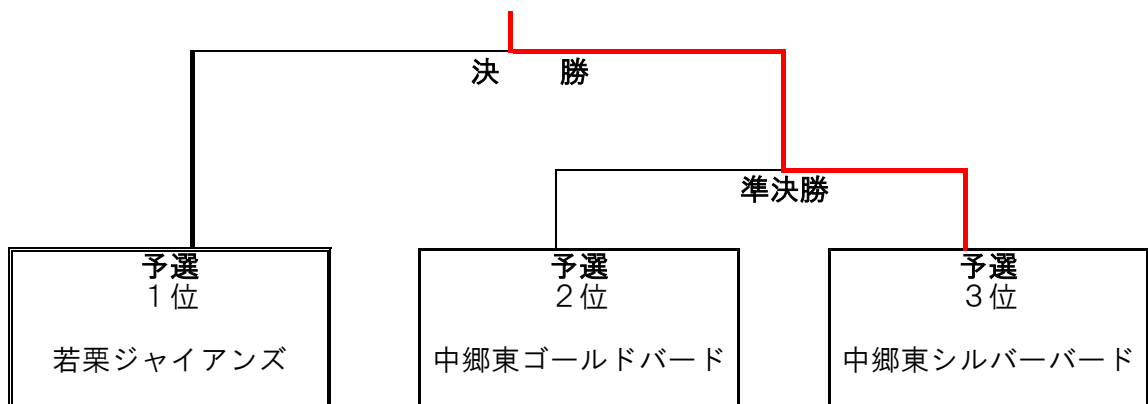 決　　勝
準決勝
予選
１位
若栗ジャイアンズ
予選
２位
中郷東ゴールドバード
予選
３位
中郷東シルバーバード